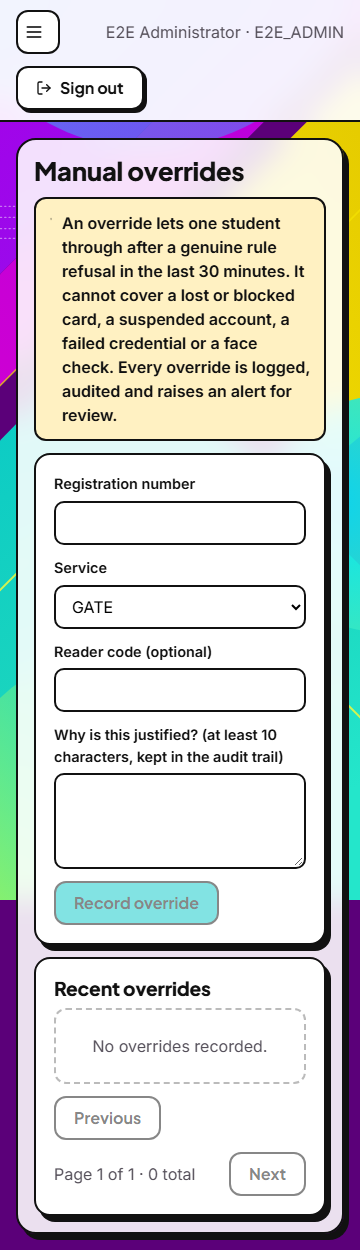 E2E Administrator · E2E_ADMIN
Sign out
Manual overrides
An override lets one student
through after a genuine rule
refusal in the last 30 minutes. It
cannot cover a lost or blocked
card, a suspended account, a
failed credential or a face
check. Every override is logged,
audited and raises an alert for
review.
Registration number
Service
GATE
Reader code (optional)
Why is this justified? (at least 10
characters, kept in the audit trail)
Record override
Recent overrides
No overrides recorded.
Previous
Page 1 of 1 · 0 total
Next